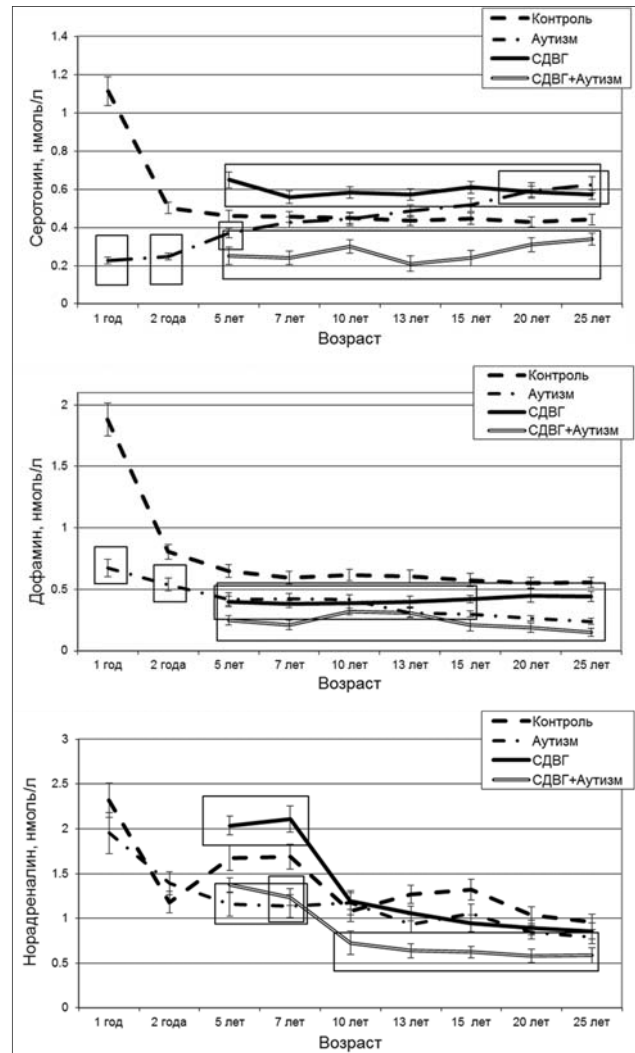 Контроль
Аутизм
СДВГ
СДВГ+Аутизм
Серотонин, нмоль/л
1.4
1.2
1
0.8
0.6
0.4
0.2
0
1 год 2 года 5 лет 7 лет 10 лет 13 лет 15 лет 20 лет 25 лет
Возраст
Контроль
Аутизм
СДВГ
СДВГ+Аутизм
Дофамин, нмоль/л
2
1.5
1
0.5
0
1 год 2 года 5 лет 7 лет 10 лет 13 лет 15 лет 20 лет 25 лет
Возраст
Контроль
Аутизм
СДВГ
СДВГ+Аутизм
Норадреналин, нмоль/л
3
2.5
2
1.5
1
0.5
0
1 год 2 года 5 лет 7 лет 10 лет 13 лет 15 лет 20 лет 25 лет
Возраст